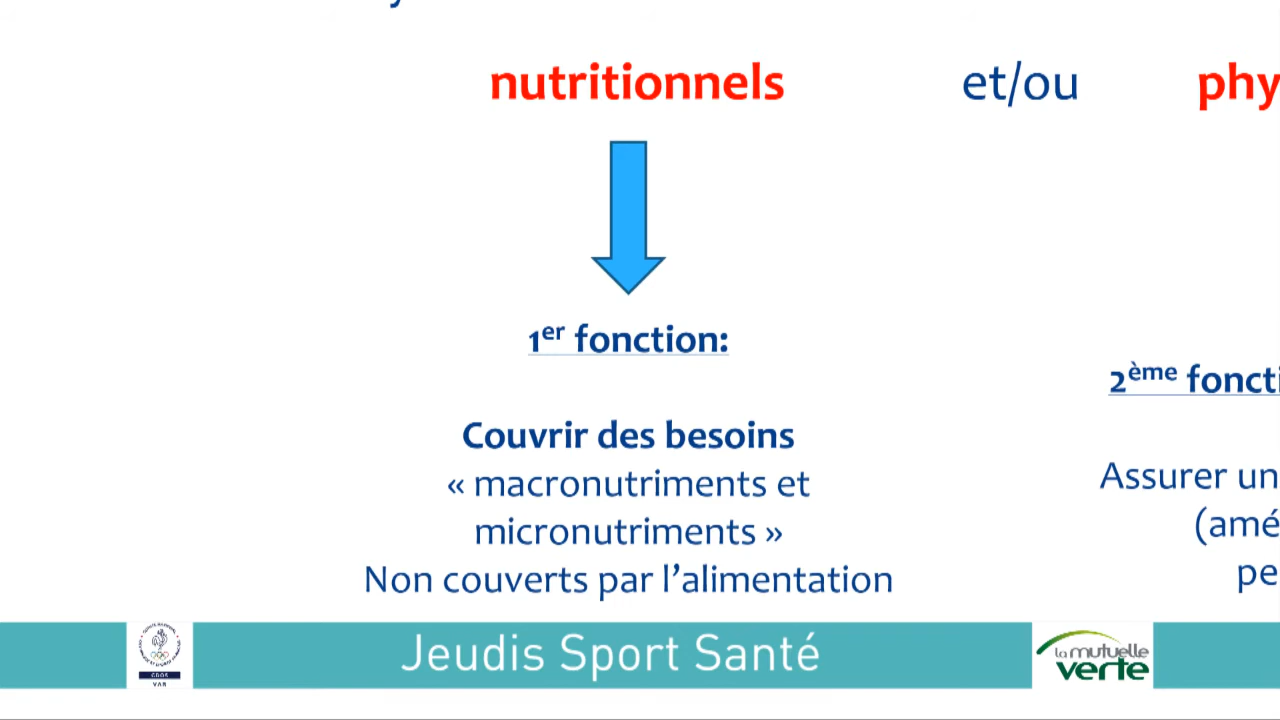 nutritionnels et/ou phy
1er fonction:
Couvrir des besoins
« macronutriments et
micronutriments »
Non couverts par l’alimentation
2ème foncti
Assurer un
(amé
pe
Jeudis Sport Santé
CDOS
VAR
la mutuelle
verte